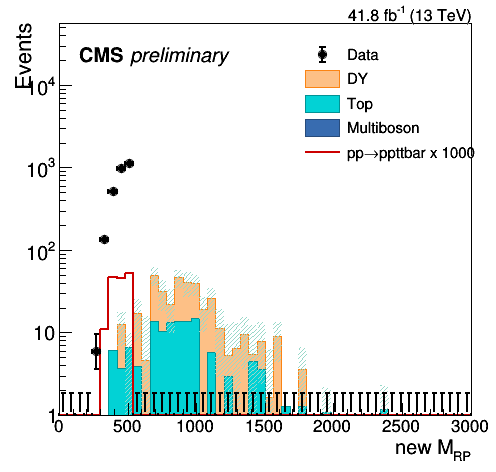 41.8 fb⁻¹ (13 TeV)
Events
CMS preliminary
Data
DY
Top
Multiboson
pp→ppttbar x 1000
10⁴
10³
10²
10
1
0 500 1000 1500 2000 2500 3000
new M_RP